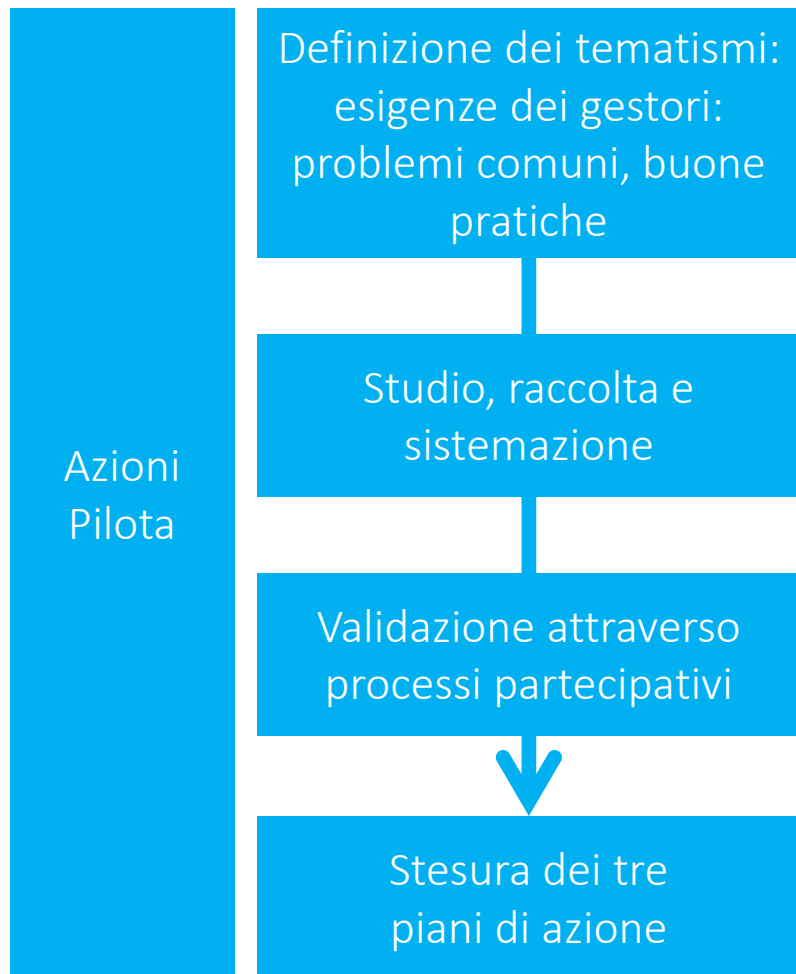 Azioni
Pilota
Definizione dei tematismi:
esigenze dei gestori:
problemi comuni, buone
pratiche
Studio, raccolta e
sistemazione
Validazione attraverso
processi partecipativi
Stesura dei tre
piani di azione